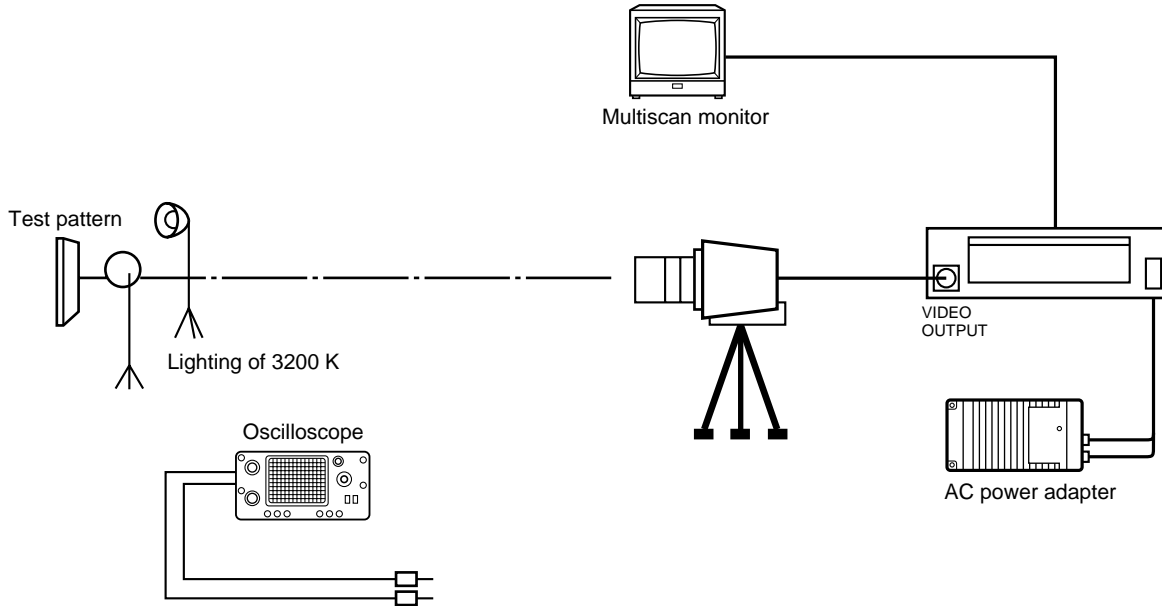 Multiscan monitor
Test pattern
Lighting of 3200 K
VIDEO
OUTPUT
Oscilloscope
AC power adapter